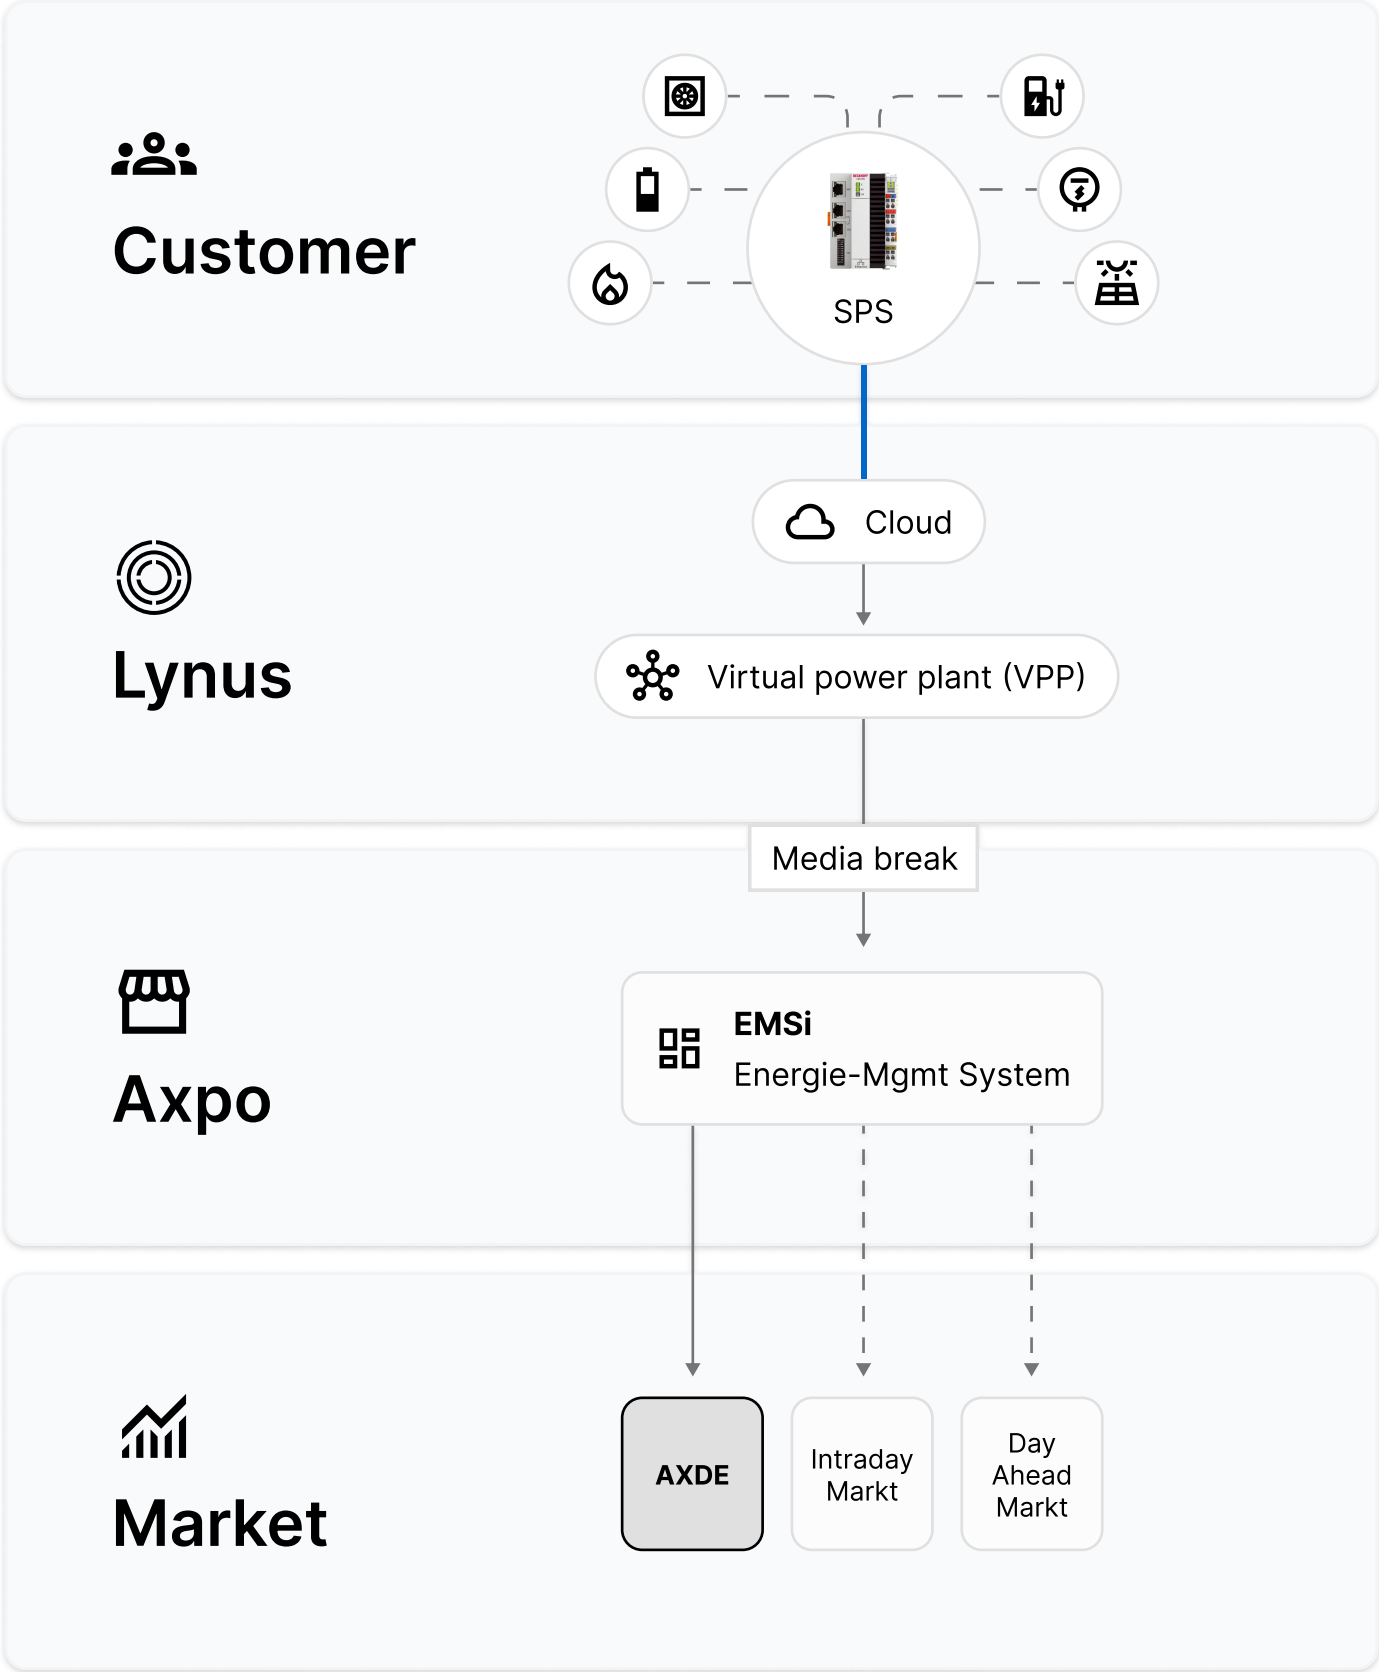 Customer
SPS
Cloud
Lynus
Virtual power plant (VPP)
Media break
EMSi
Energie-Mgmt System
Axpo
AXDE
Intraday
Markt
Day
Ahead
Markt
Market